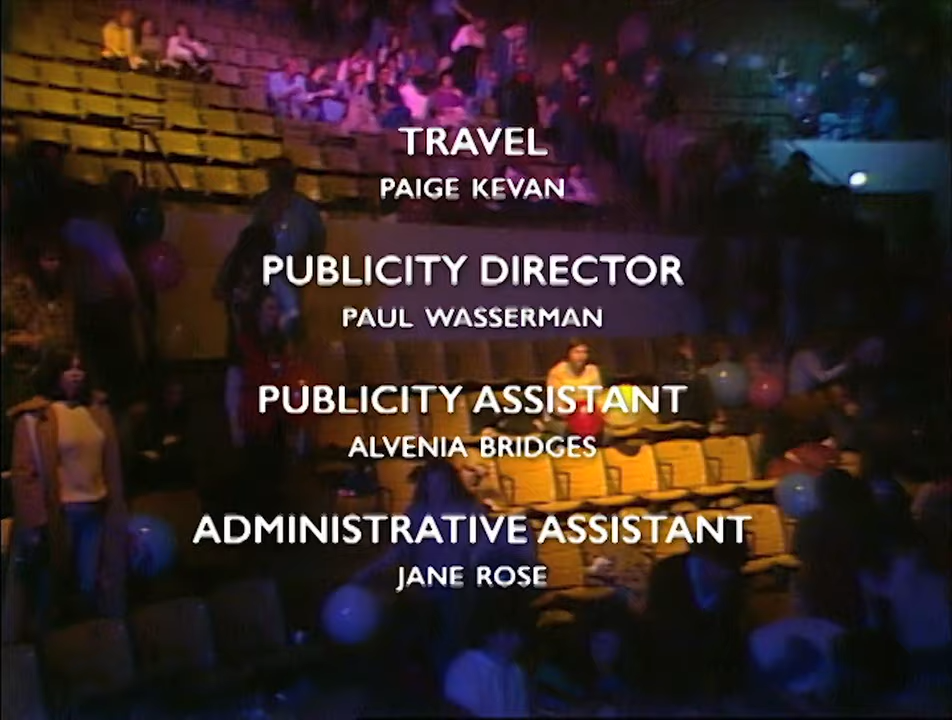 TRAVEL
PAIGE KEVAN
PUBLICITY DIRECTOR
PAUL WASSERMAN
PUBLICITY ASSISTANT
ALVENIA BRIDGES
ADMINISTRATIVE ASSISTANT
JANE ROSE